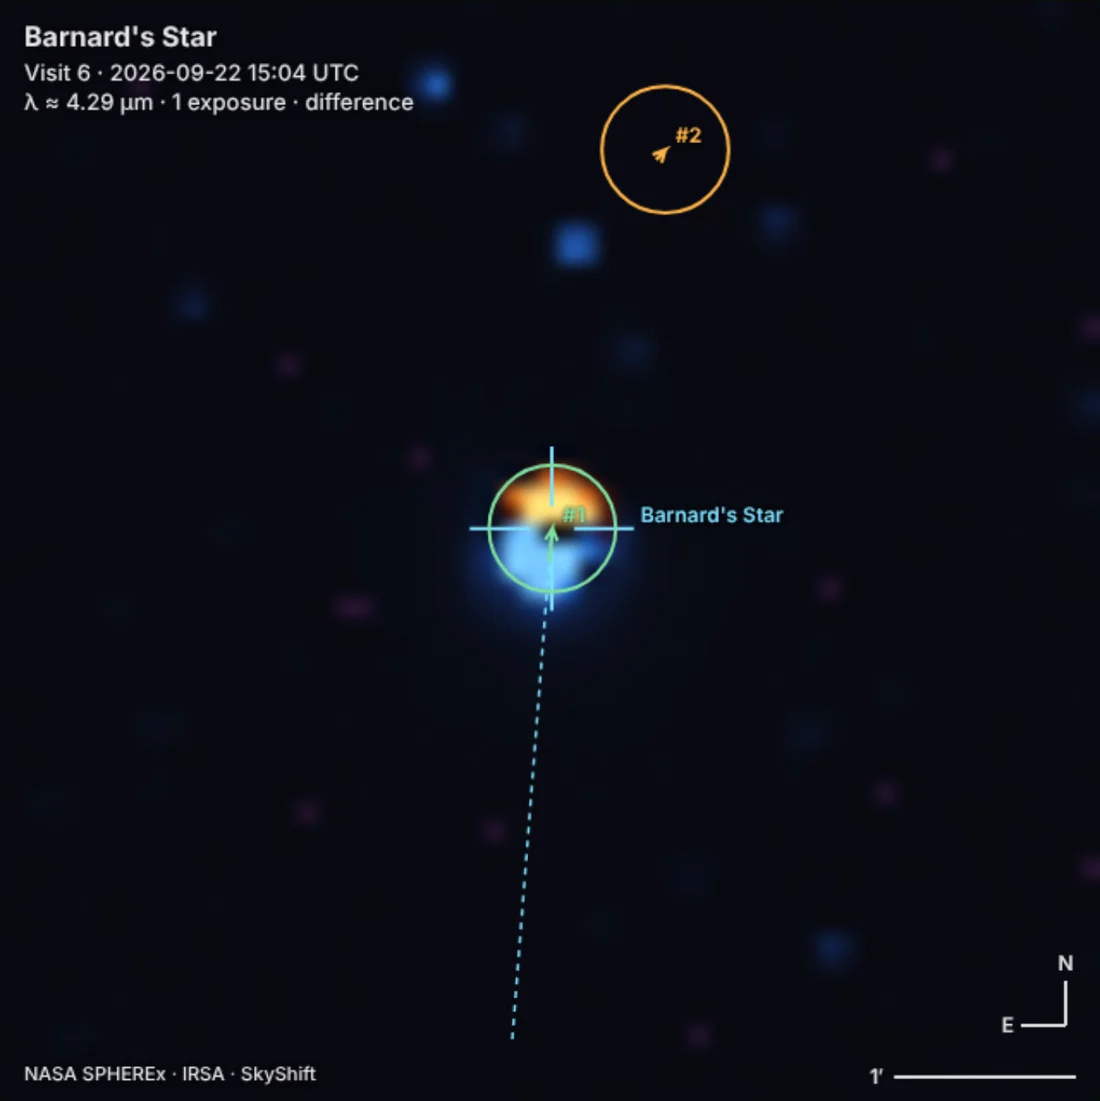 Barnard's Star
Visit 6 · 2026-09-22 15:04 UTC
λ ≈ 4.29 μm · 1 exposure · difference
#2
#1
Barnard's Star
N
E
NASA SPHEREx · IRSA · SkyShift
1′